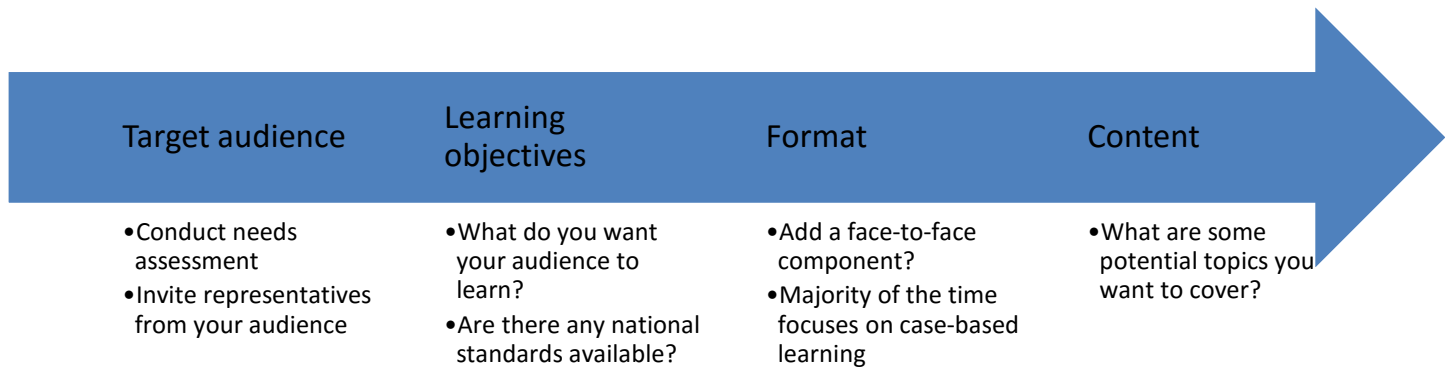 Target audience
Learning
objectives
Format
Content
•Conduct needs
assessment
•Invite representatives
from your audience
•What do you want
your audience to
learn?
•Are there any national
standards available?
•Add a face-to-face
component?
•Majority of the time
focuses on case-based
learning
•What are some
potential topics you
want to cover?